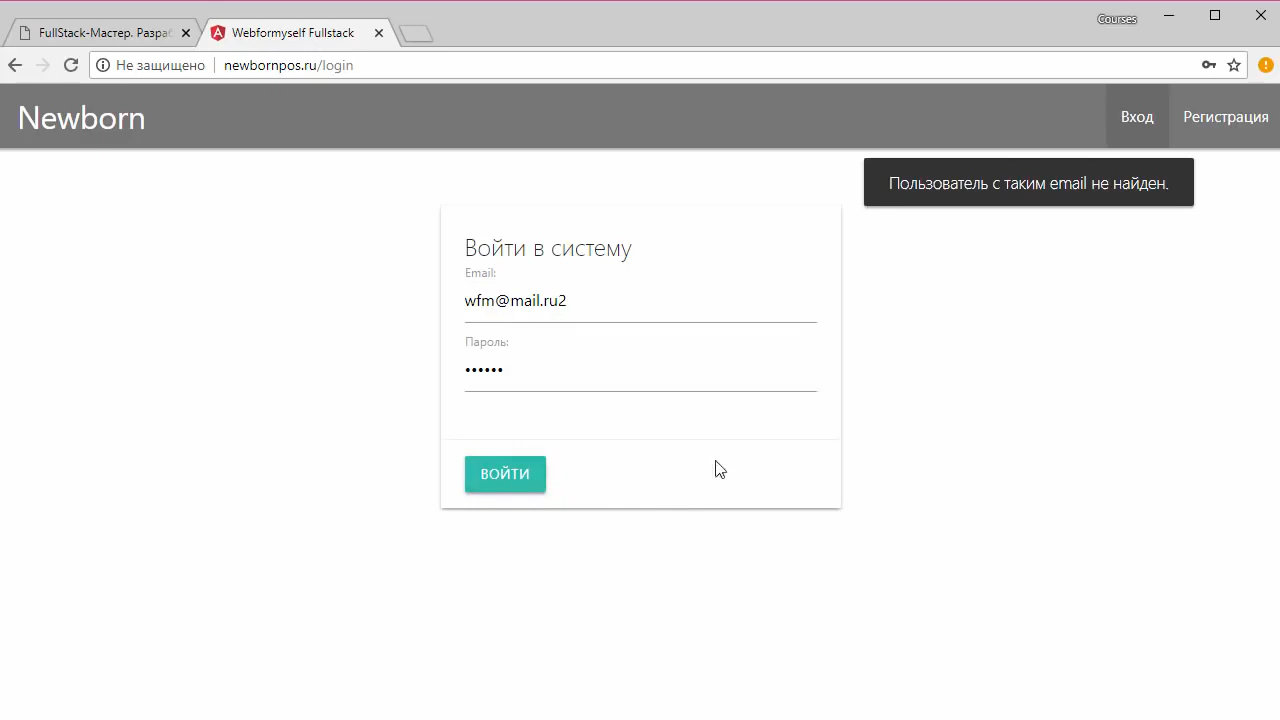 Courses
FullStack-Мастер. Разраб
Webformyself Fullstack
Не защищено
newbornpos.ru/login
Newborn
Вход
Регистрация
Пользователь с таким email не найден.
Войти в систему
Email:
wfm@mail.ru2
Пароль:
••••••
ВОЙТИ